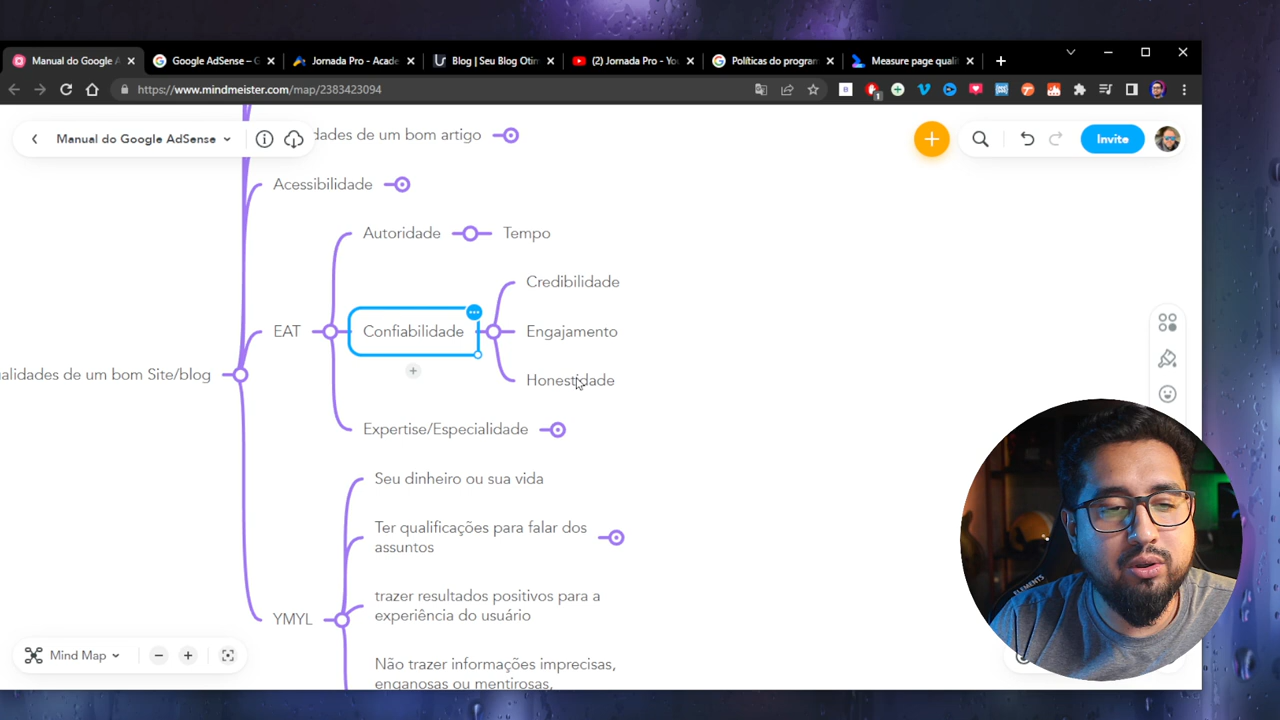 Manual do Google A
Google AdSense – G
Jornada Pro - Acade
Blog | Seu Blog Otim
(2) Jornada Pro - You
Políticas do program
Measure page quali
https://www.mindmeister.com/map/2383423094
Manual do Google AdSense
Invite
dades de um bom artigo
Acessibilidade
Autoridade
Tempo
Credibilidade
EAT
Confiabilidade
Engajamento
Honestidade
alidades de um bom Site/blog
Expertise/Especialidade
Seu dinheiro ou sua vida
Ter qualificações para falar dos
assuntos
trazer resultados positivos para a
experiência do usuário
YMYL
Não trazer informações imprecisas,
enganosas ou mentirosas,
Mind Map
ELEMENTS